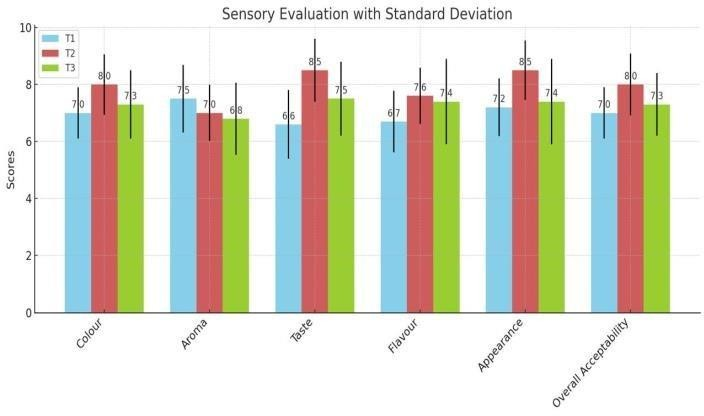 Sensory Evaluation with Standard Deviation
T1
T2
T3
Scores
10
8
6
4
2
0
7.0
8.0
7.3
7.5
7.0
6.8
6.6
8.5
7.5
6.7
7.6
7.4
7.2
8.5
7.4
7.0
8.0
7.3
Colour
Aroma
Taste
Flavour
Appearance
Overall Acceptability